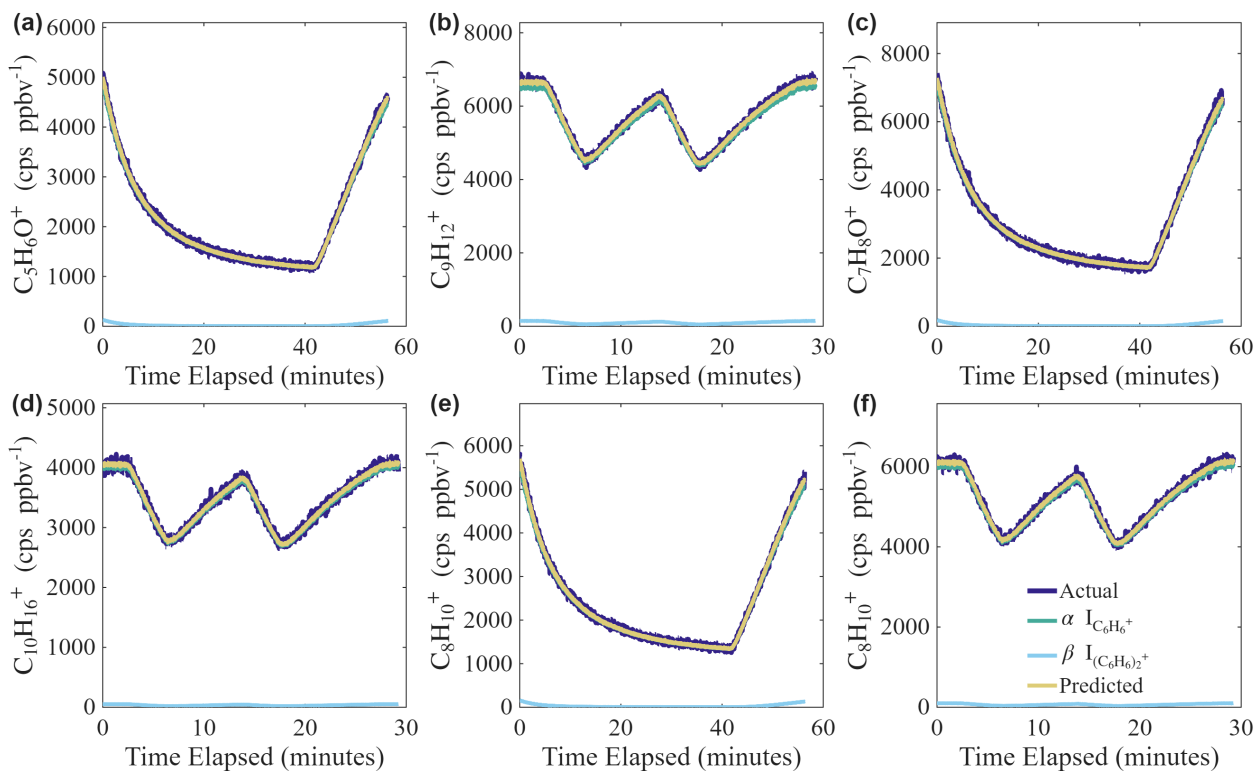 (a)
6000
5000
4000
3000
2000
1000
0
C₅H₆O⁺ (cps ppbv⁻¹)
0 20 40 60
Time Elapsed (minutes)
(b)
8000
6000
4000
2000
0
C₉H₁₂⁺ (cps ppbv⁻¹)
0 10 20 30
Time Elapsed (minutes)
(c)
8000
6000
4000
2000
0
C₇H₈O⁺ (cps ppbv⁻¹)
0 20 40 60
Time Elapsed (minutes)
(d)
5000
4000
3000
2000
1000
0
C₁₀H₁₆⁺ (cps ppbv⁻¹)
0 10 20 30
Time Elapsed (minutes)
(e)
6000
5000
4000
3000
2000
1000
0
C₈H₁₀⁺ (cps ppbv⁻¹)
0 20 40 60
Time Elapsed (minutes)
(f)
6000
4000
2000
0
C₈H₁₀⁺ (cps ppbv⁻¹)
0 10 20 30
Time Elapsed (minutes)
Actual
α I_C₆H₆⁺
β I_(C₆H₆)₂⁺
Predicted